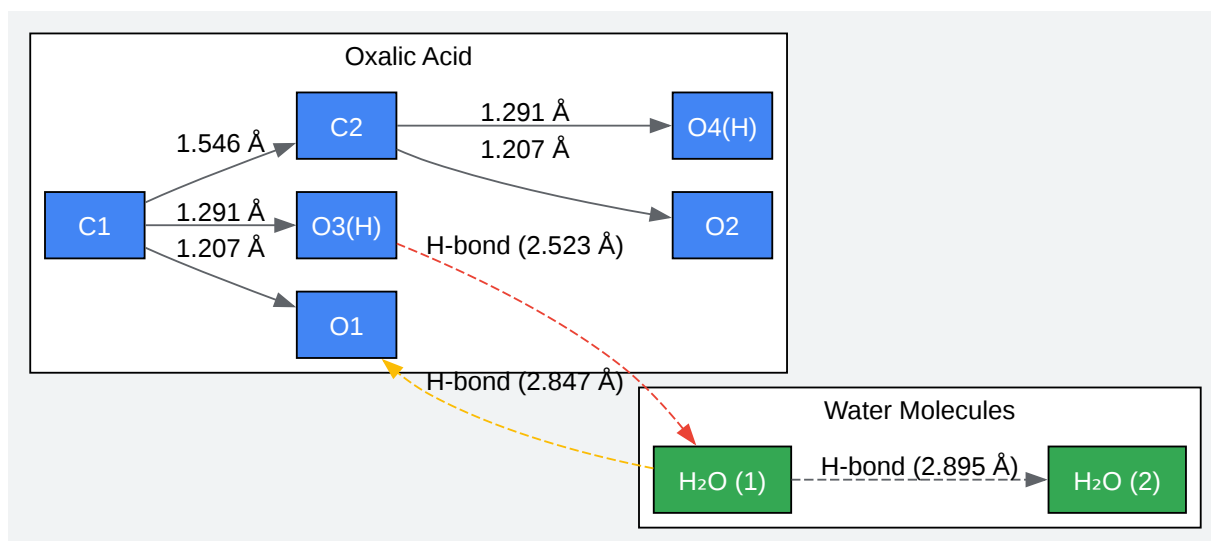 Oxalic Acid
C2
1.291 Å
O4(H)
1.546 Å
1.207 Å
C1
1.291 Å
O3(H)
O2
1.207 Å
H-bond (2.523 Å)
O1
H-bond (2.847 Å)
Water Molecules
H₂O (1)
H-bond (2.895 Å)
H₂O (2)